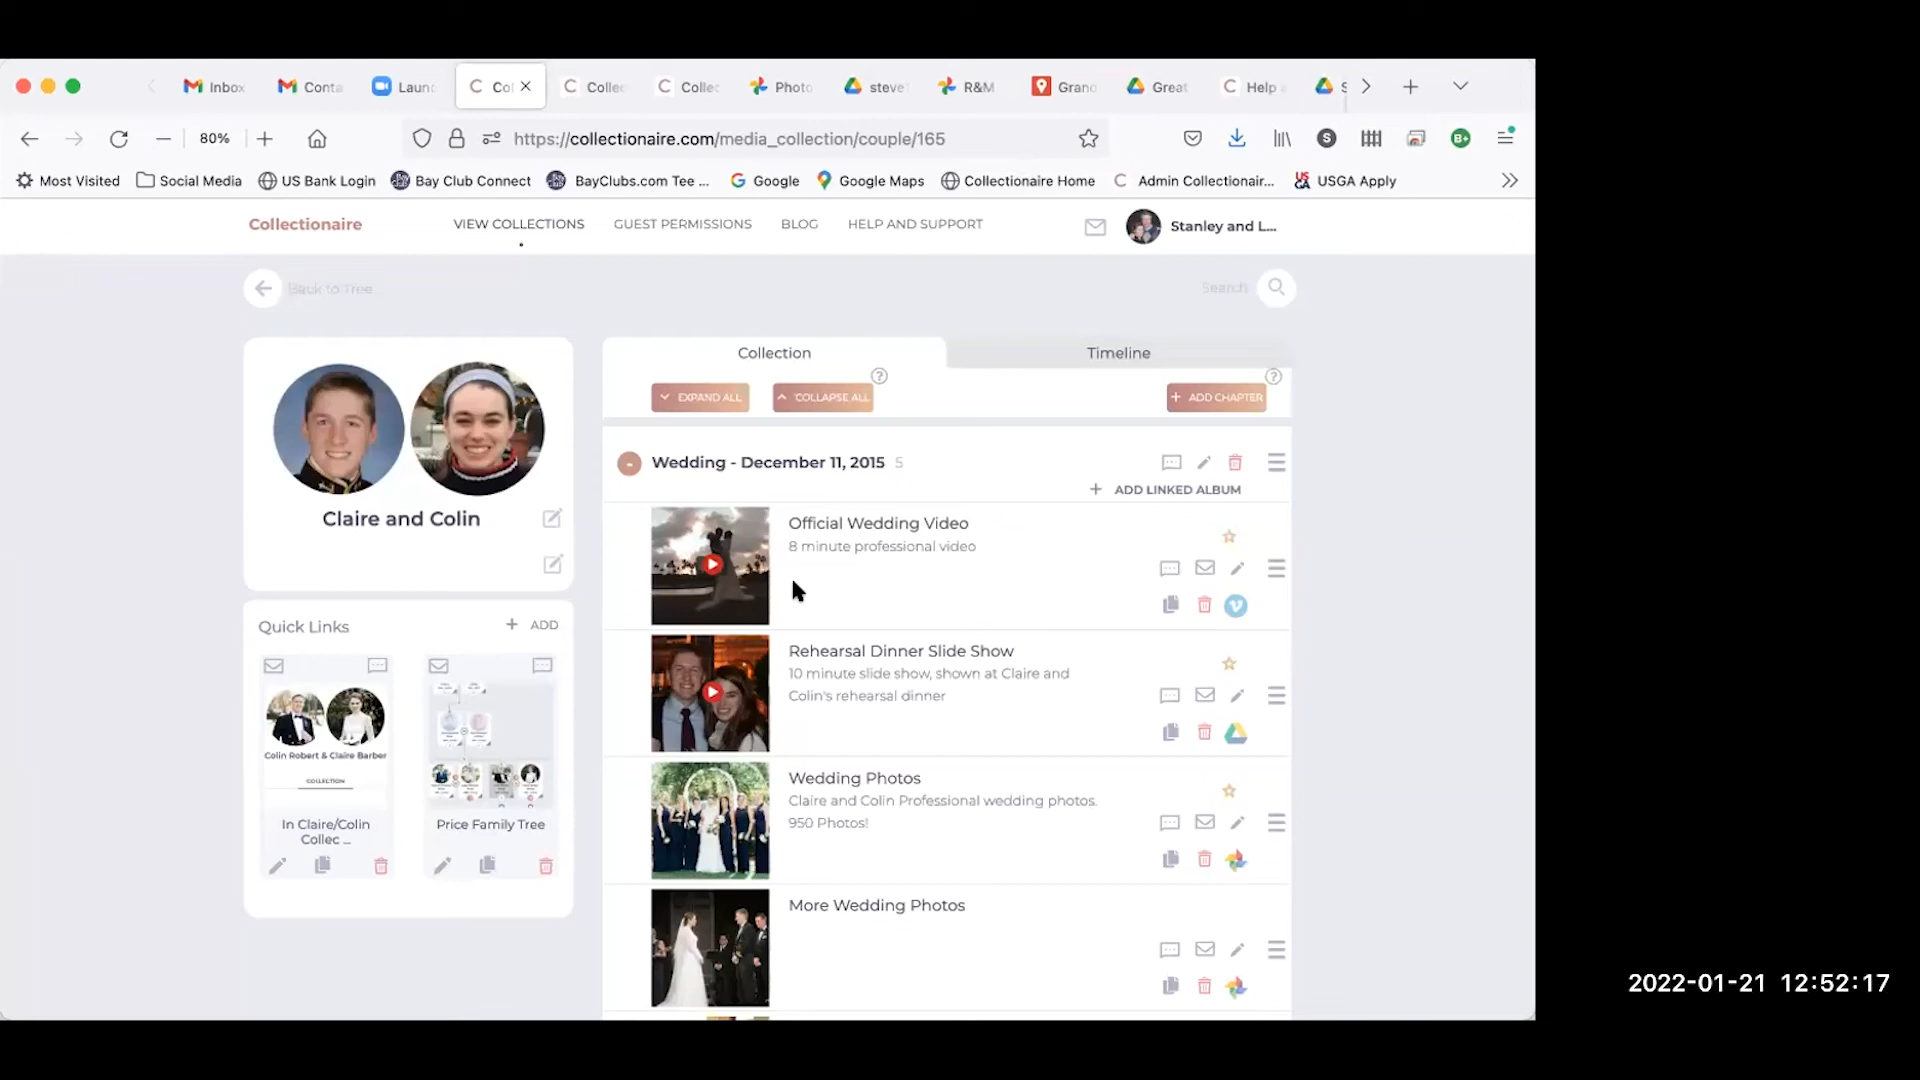 Inbox
Conta
Laun
Col
Collec
Collec
Photo
steve
R&M
Grand
Great
Help
S
80%
https://collectionaire.com/media_collection/couple/165
Most Visited
Social Media
US Bank Login
Bay Club Connect
BayClubs.com Tee ...
Google
Google Maps
Collectionaire Home
Admin Collectionair...
USGA Apply
Collectionaire
VIEW COLLECTIONS
GUEST PERMISSIONS
BLOG
HELP AND SUPPORT
Stanley and L...
Back to Tree
Search
Claire and Colin
Quick Links
+ ADD
Colin Robert & Claire Barber
COLLECTION
In Claire/Colin
Collec ...
Price Family Tree
Collection
Timeline
EXPAND ALL
COLLAPSE ALL
?
+ ADD CHAPTER
?
Wedding - December 11, 2015 5
+ ADD LINKED ALBUM
Official Wedding Video
8 minute professional video
Rehearsal Dinner Slide Show
10 minute slide show, shown at Claire and
Colin's rehearsal dinner
Wedding Photos
Claire and Colin Professional wedding photos.
950 Photos!
More Wedding Photos
2022-01-21 12:52:17